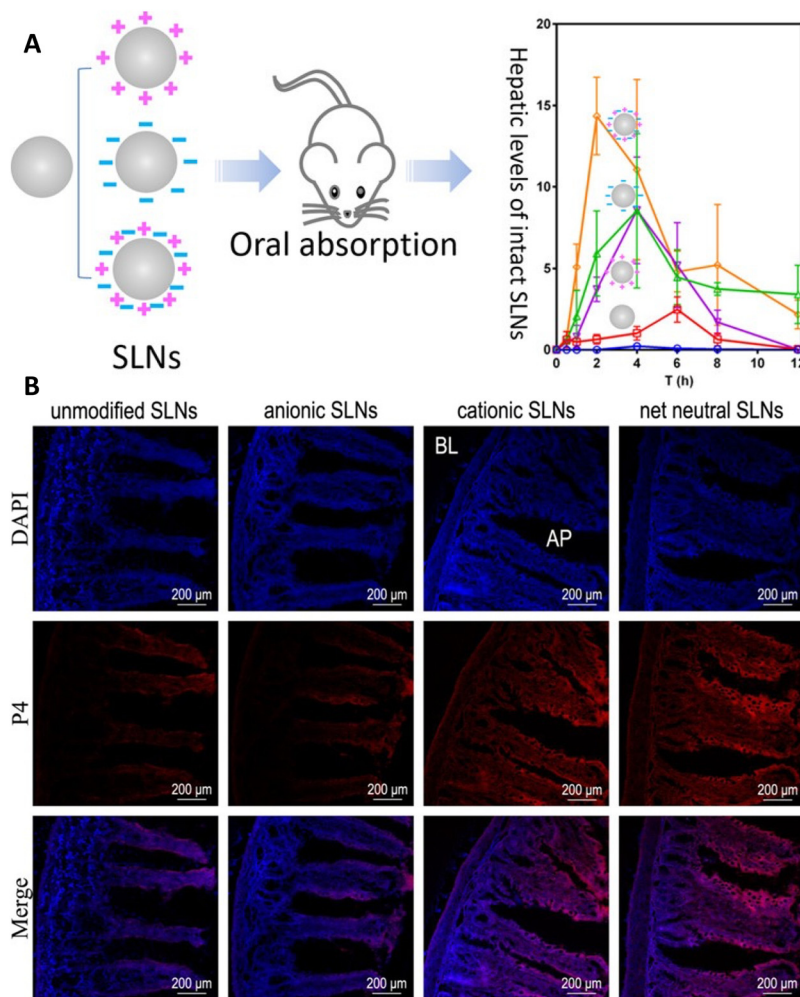 A
SLNs
Oral absorption
Hepatic levels of intact SLNs
20
15
10
5
0
0
2
4
6
8
10
12
T (h)
B
unmodified SLNs
anionic SLNs
cationic SLNs
net neutral SLNs
DAPI
BL
AP
200 µm
200 µm
200 µm
200 µm
P4
200 µm
200 µm
200 µm
200 µm
Merge
200 µm
200 µm
200 µm
200 µm